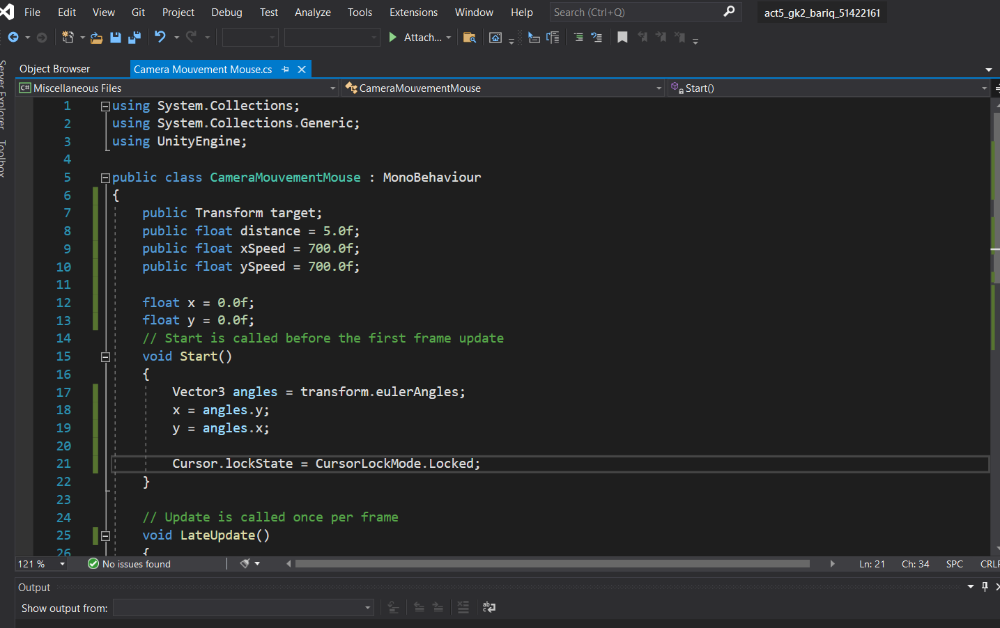 File Edit View Git Project Debug Test Analyze Tools Extensions Window Help Search (Ctrl+Q) act5_gk2_bariq_51422161
Attach...
Server Explorer
Toolbox
Object Browser Camera Mouvement Mouse.cs
C# Miscellaneous Files CameraMouvementMouse Start()
1 using System.Collections;
2 using System.Collections.Generic;
3 using UnityEngine;
4
5 public class CameraMouvementMouse : MonoBehaviour
6 {
7 public Transform target;
8 public float distance = 5.0f;
9 public float xSpeed = 700.0f;
10 public float ySpeed = 700.0f;
11
12 float x = 0.0f;
13 float y = 0.0f;
14 // Start is called before the first frame update
15 void Start()
16 {
17 Vector3 angles = transform.eulerAngles;
18 x = angles.y;
19 y = angles.x;
20
21 Cursor.lockState = CursorLockMode.Locked;
22 }
23
24 // Update is called once per frame
25 void LateUpdate()
26 {
121 % No issues found Ln: 21 Ch: 34 SPC CRLF
Output
Show output from: